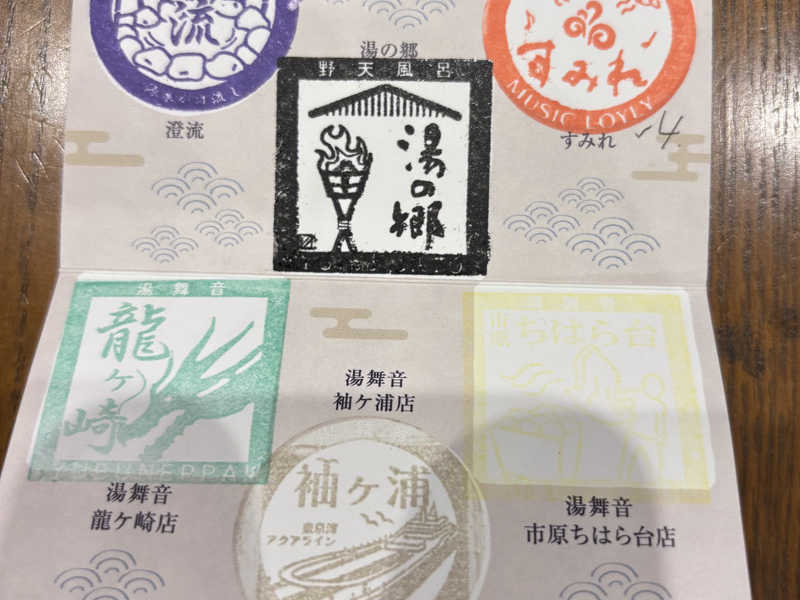 流
澄流
湯の郷
野天風呂
湯の郷
すみれ
MUSIC LOVEY
すみれ
湯舞音
龍ヶ崎
湯舞音
龍ケ崎店
湯舞音
袖ケ浦店
袖ヶ浦
東京湾
アクアライン
ちはら台
湯舞音
市原ちはら台店